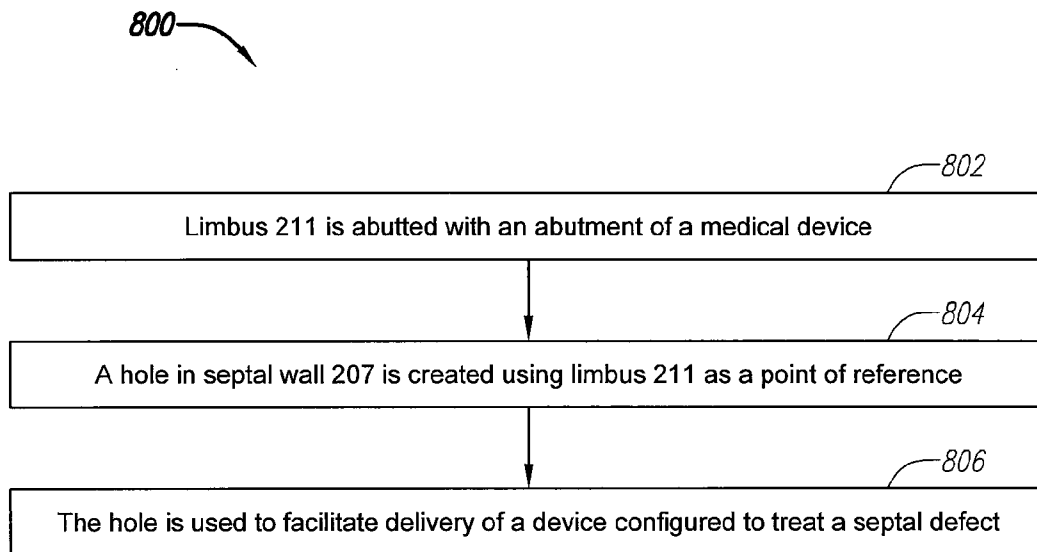 800
802
Limbus 211 is abutted with an abutment of a medical device
804
A hole in septal wall 207 is created using limbus 211 as a point of reference
806
The hole is used to facilitate delivery of a device configured to treat a septal defect